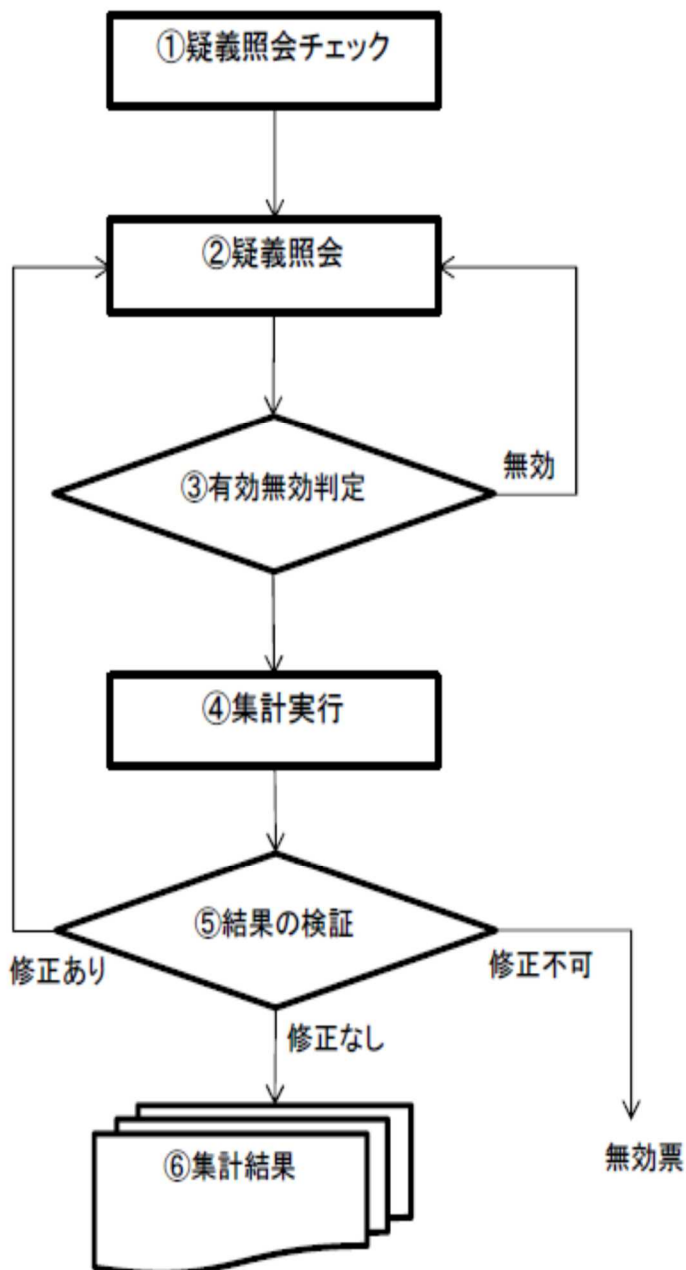 ①疑義照会チェック
②疑義照会
③有効無効判定
無効
④集計実行
⑤結果の検証
修正あり
修正不可
修正なし
⑥集計結果
無効票